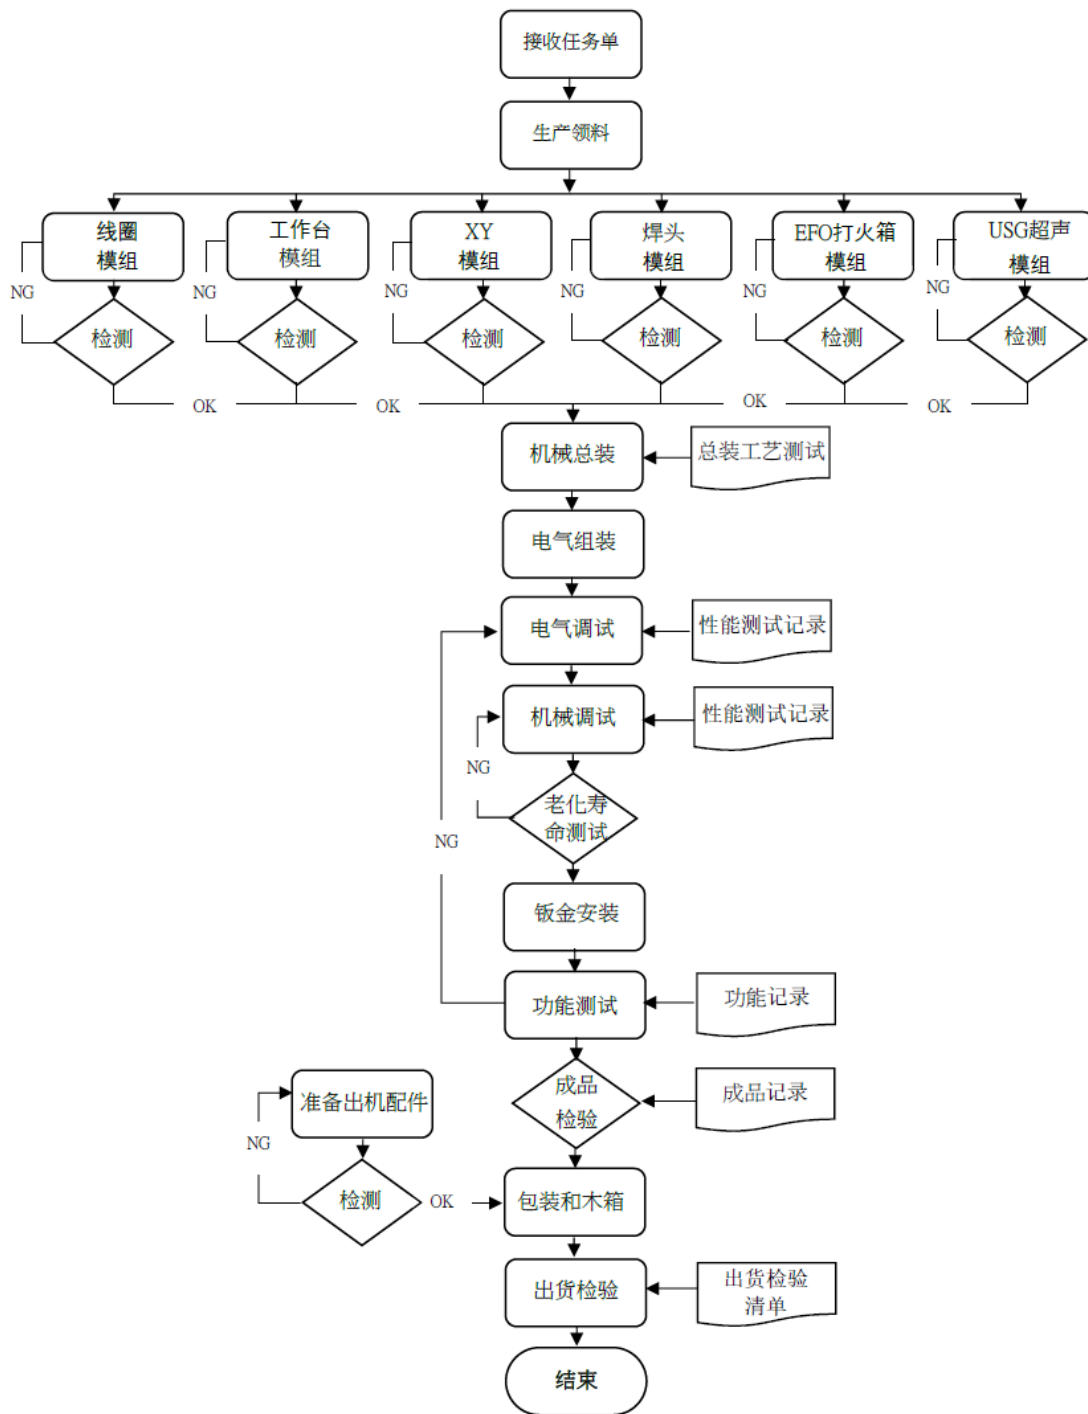 接收任务单
生产领料
线圈
模组
工作台
模组
XY
模组
焊头
模组
EFO打火箱
模组
USG超声
模组
NG
NG
NG
NG
NG
NG
检测
检测
检测
检测
检测
检测
OK
OK
OK
OK
机械总装
总装工艺测试
电气组装
电气调试
性能测试记录
机械调试
性能测试记录
NG
老化寿
命测试
NG
钣金安装
功能测试
功能记录
成品
检验
成品记录
准备出机配件
NG
检测
OK
包装和木箱
出货检验
出货检验
清单
结束